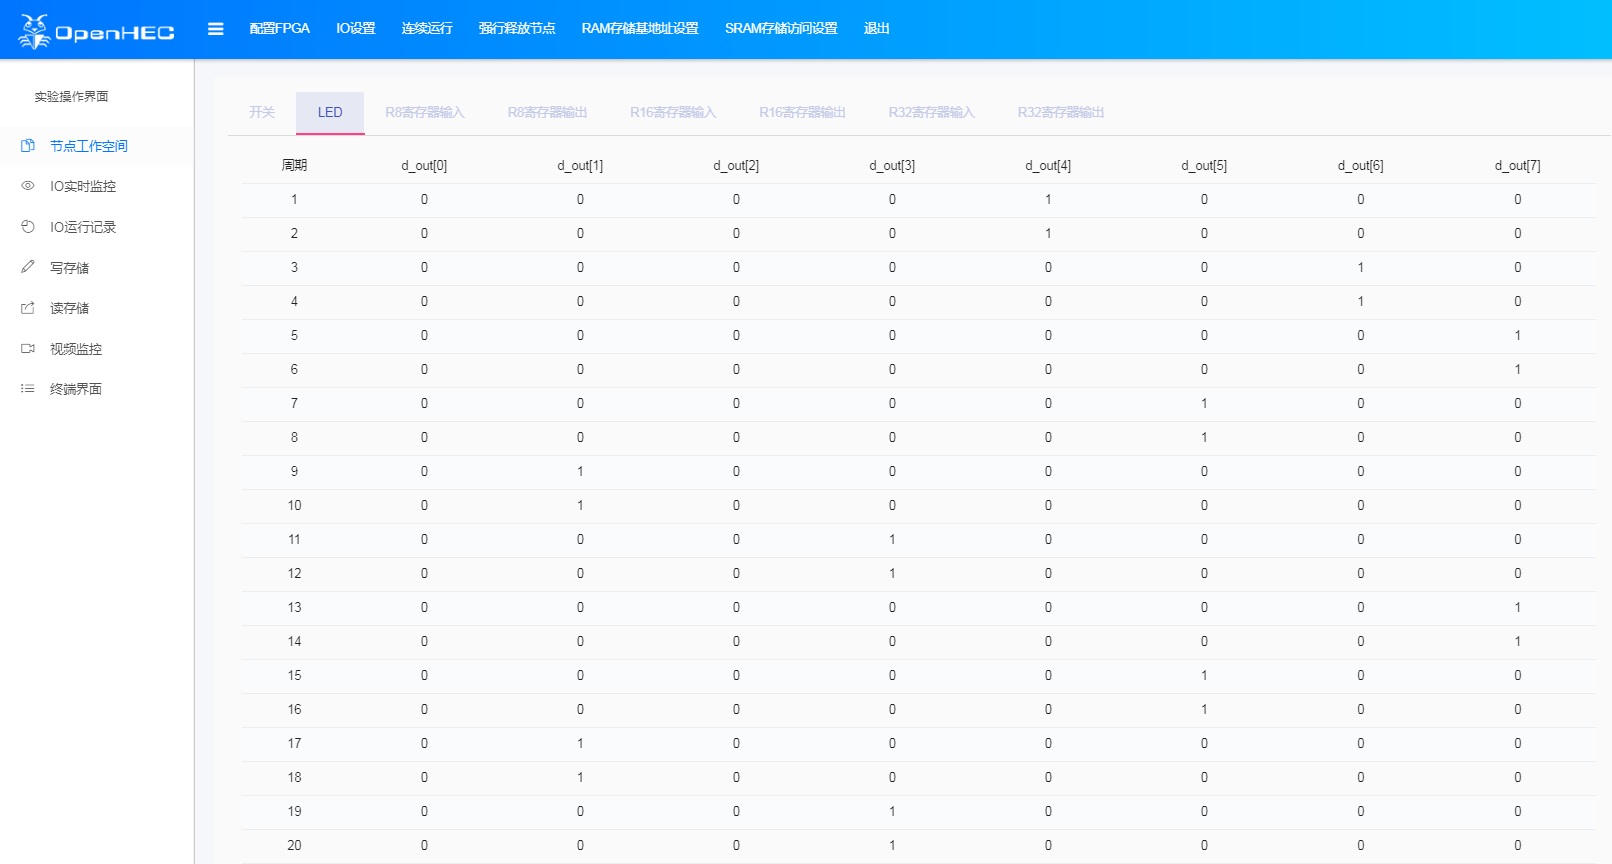 OpenHEC 配置FPGA IO设置 连续运行 强行释放节点 RAM存储基地址设置 SRAM存储访问设置 退出
实验操作界面
节点工作空间
IO实时监控
IO运行记录
写存储
读存储
视频监控
终端界面
开关 LED R8寄存器输入 R8寄存器输出 R16寄存器输入 R16寄存器输出 R32寄存器输入 R32寄存器输出
周期 d_out[0] d_out[1] d_out[2] d_out[3] d_out[4] d_out[5] d_out[6] d_out[7]
1 0 0 0 0 1 0 0 0
2 0 0 0 0 1 0 0 0
3 0 0 0 0 0 0 1 0
4 0 0 0 0 0 0 1 0
5 0 0 0 0 0 0 0 1
6 0 0 0 0 0 0 0 1
7 0 0 0 0 0 1 0 0
8 0 0 0 0 0 1 0 0
9 0 1 0 0 0 0 0 0
10 0 1 0 0 0 0 0 0
11 0 0 0 1 0 0 0 0
12 0 0 0 1 0 0 0 0
13 0 0 0 0 0 0 0 1
14 0 0 0 0 0 0 0 1
15 0 0 0 0 0 1 0 0
16 0 0 0 0 0 1 0 0
17 0 1 0 0 0 0 0 0
18 0 1 0 0 0 0 0 0
19 0 0 0 1 0 0 0 0
20 0 0 0 1 0 0 0 0